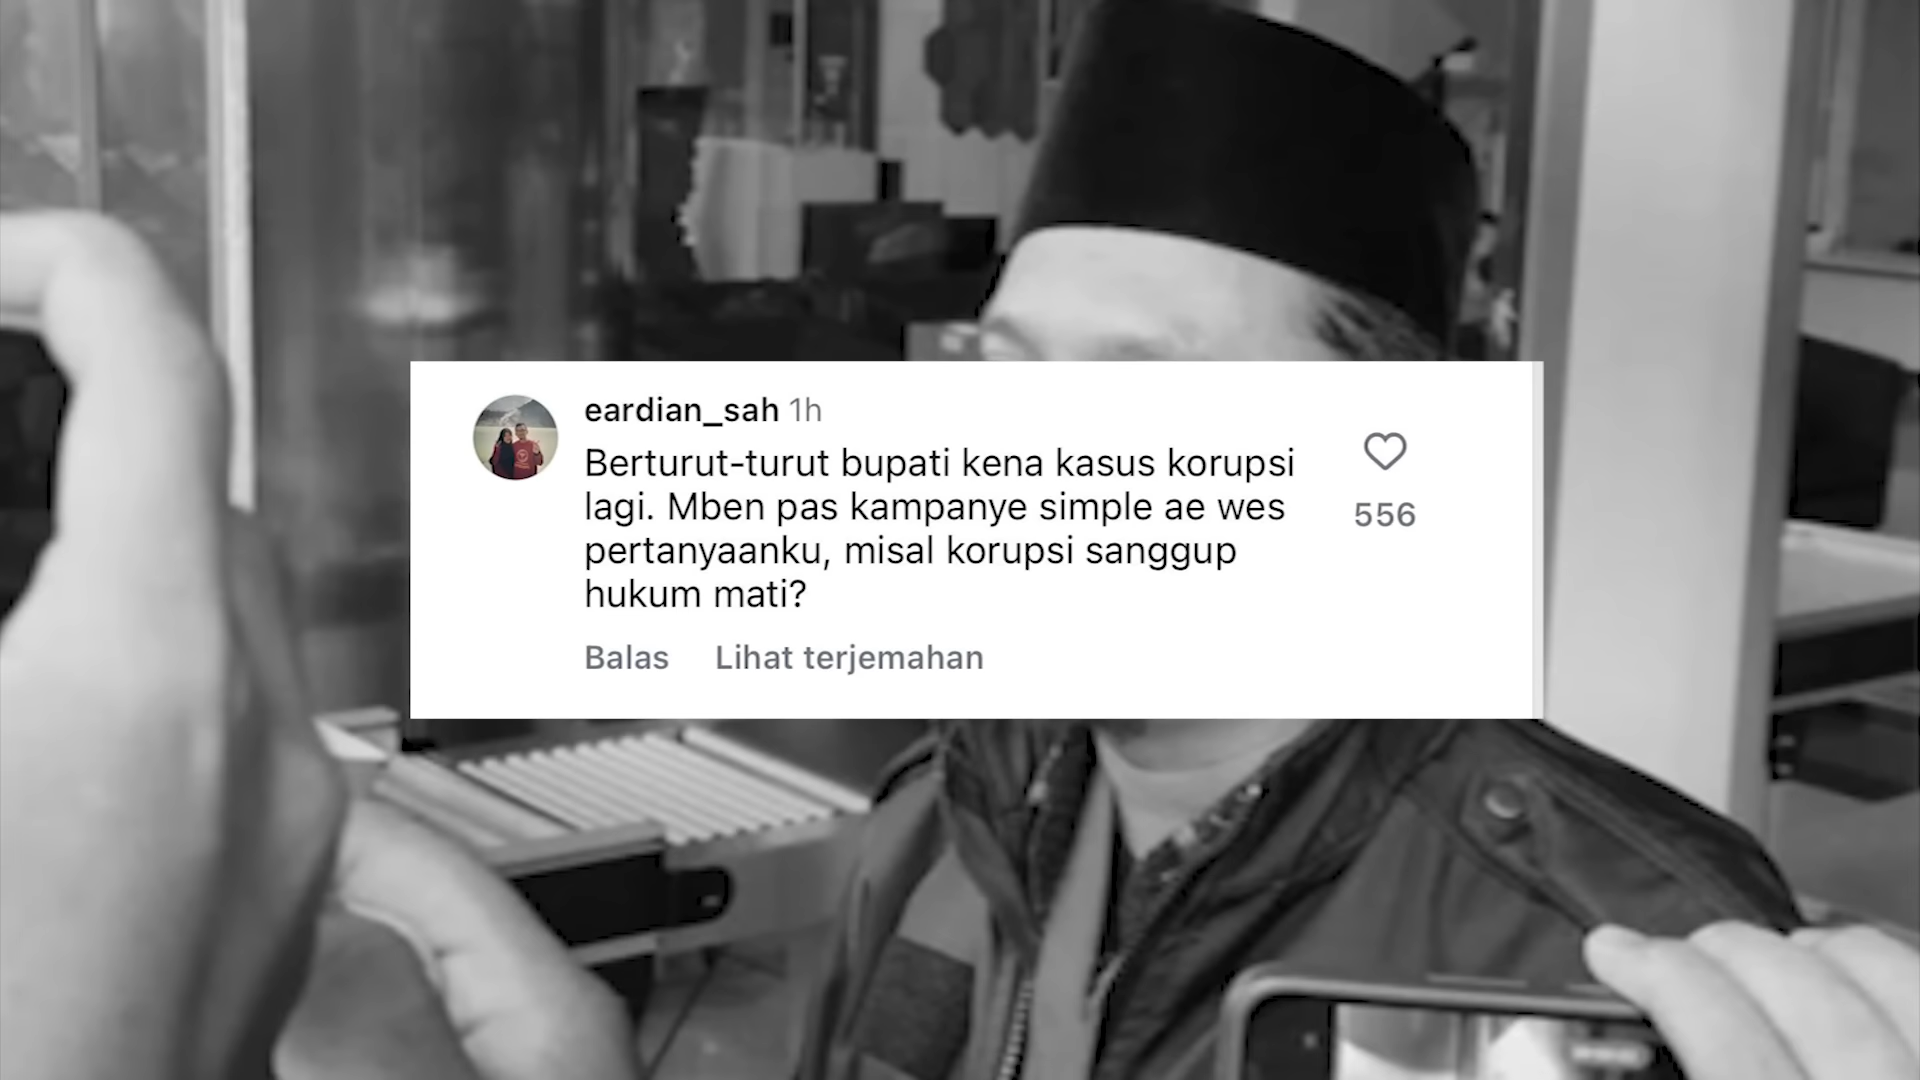 eardian_sah 1h
Berturut-turut bupati kena kasus korupsi
lagi. Mben pas kampanye simple ae wes
pertanyaanku, misal korupsi sanggup
hukum mati?
556
Balas Lihat terjemahan